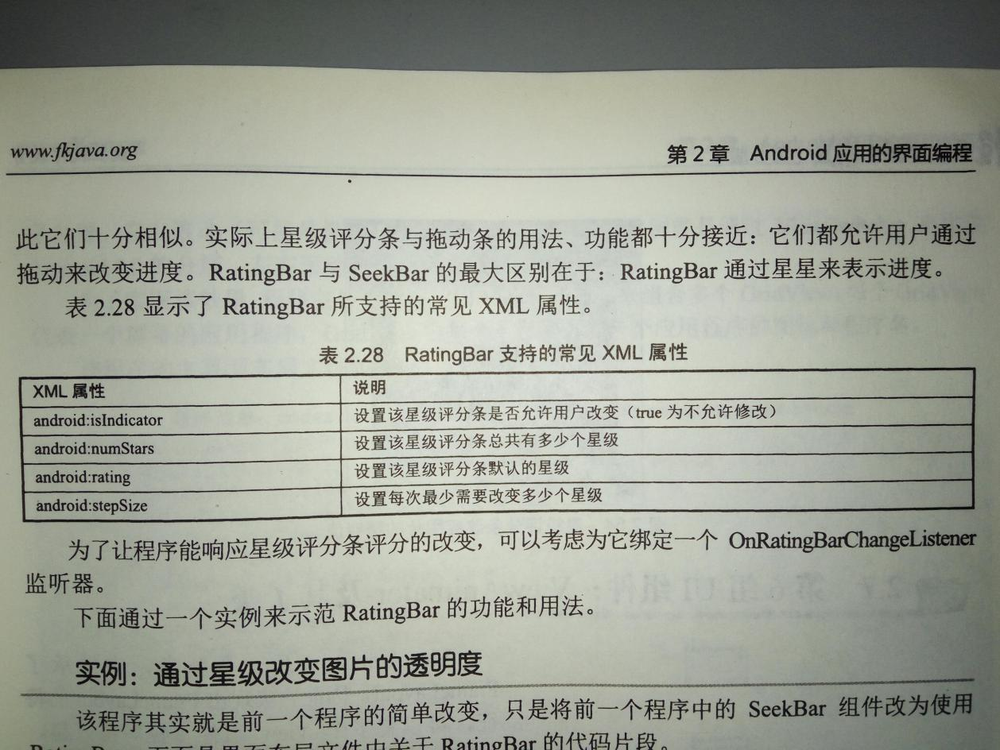 www.fkjava.org
第 2 章 Android 应用的界面编程
此它们十分相似。实际上星级评分条与拖动条的用法、功能都十分接近：它们都允许用户通过
拖动来改变进度。RatingBar 与 SeekBar 的最大区别在于：RatingBar 通过星星来表示进度。
表 2.28 显示了 RatingBar 所支持的常见 XML 属性。
表 2.28 RatingBar 支持的常见 XML 属性
XML 属性 说明
android:isIndicator 设置该星级评分条是否允许用户改变（true 为不允许修改）
android:numStars 设置该星级评分条总共有多少个星级
android:rating 设置该星级评分条默认的星级
android:stepSize 设置每次最少需要改变多少个星级
为了让程序能响应星级评分条评分的改变，可以考虑为它绑定一个 OnRatingBarChangeListener
监听器。
下面通过一个实例来示范 RatingBar 的功能和用法。
实例：通过星级改变图片的透明度
该程序其实就是前一个程序的简单改变，只是将前一个程序中的 SeekBar 组件改为使用
RatingBar。下面是界面布局文件中关于 RatingBar 的代码片段。